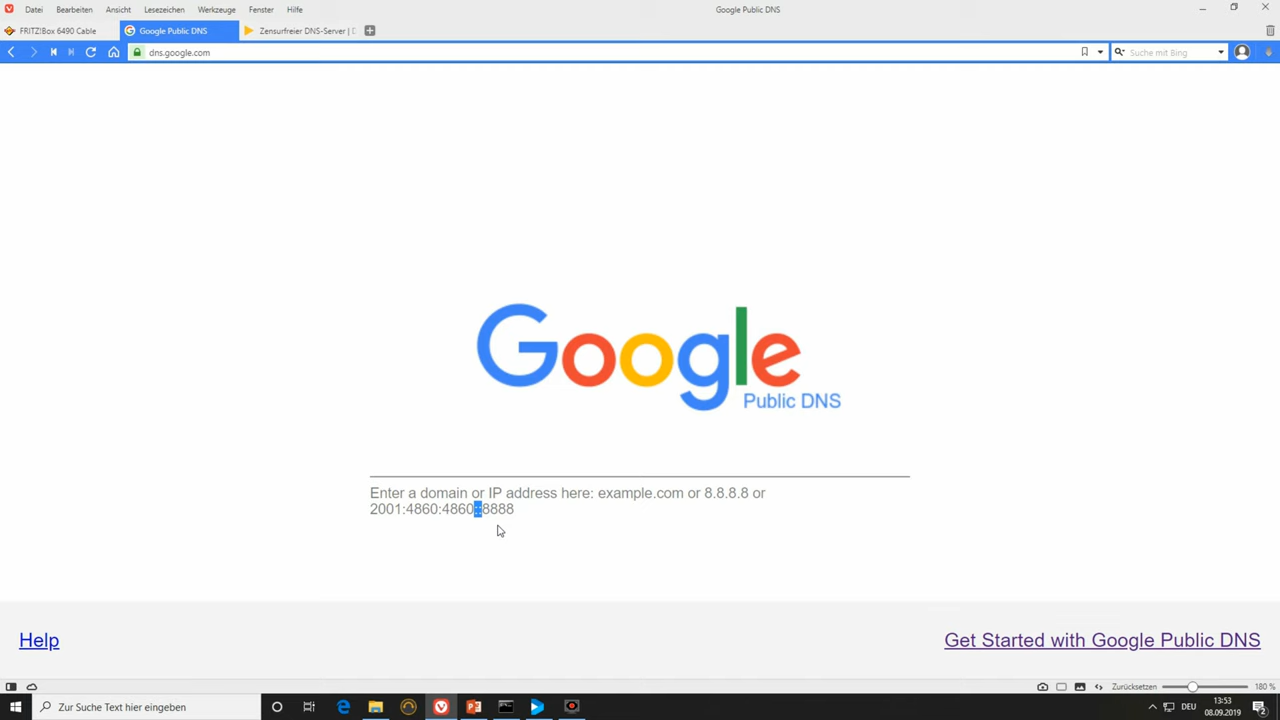 Datei Bearbeiten Ansicht Lesezeichen Werkzeuge Fenster Hilfe Google Public DNS
FRITZ!Box 6490 Cable Google Public DNS Zensurfreier DNS-Server | D
dns.google.com Suche mit Bing
Google
Public DNS
Enter a domain or IP address here: example.com or 8.8.8.8 or
2001:4860:4860::8888
Help Get Started with Google Public DNS
Zurücksetzen 180 %
Zur Suche Text hier eingeben DEU 13:53
08.09.2019 2